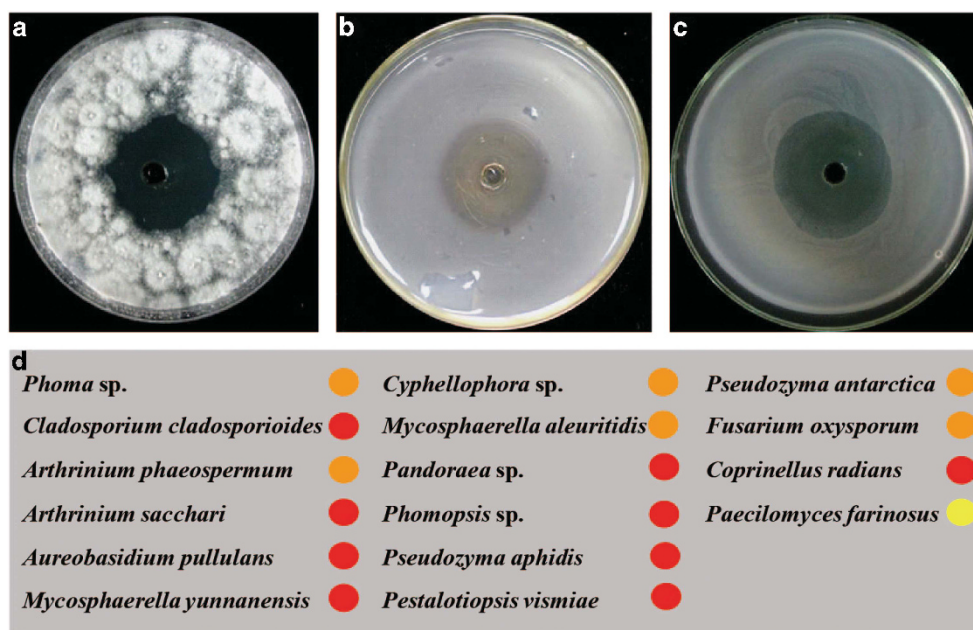 a
b
c
d
Phoma sp.
Cladosporium cladosporioides
Arthrinium phaeospermum
Arthrinium sacchari
Aureobasidium pullulans
Mycosphaerella yunnanensis
Cyphellophora sp.
Mycosphaerella aleuritidis
Pandoraea sp.
Phomopsis sp.
Pseudozyma aphidis
Pestalotiopsis vismiae
Pseudozyma antarctica
Fusarium oxysporum
Coprinellus radians
Paecilomyces farinosus